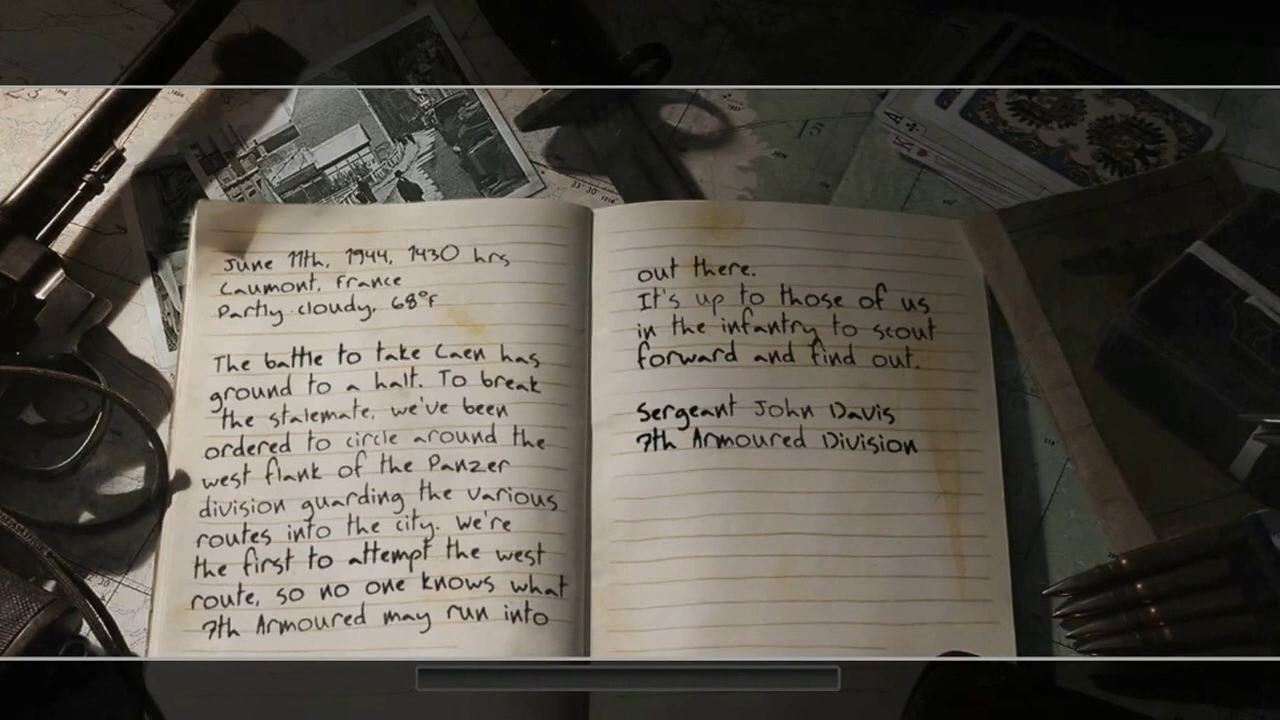 June 11th, 1944, 1430 hrs
Caumont, France
Partly cloudy, 68°F
The battle to take Caen has
ground to a halt. To break
the stalemate, we've been
ordered to circle around the
west flank of the Panzer
division guarding the various
routes into the city. We're
the first to attempt the west
route, so no one knows what
7th Armoured may run into
out there.
It's up to those of us
in the infantry to scout
forward and find out.
Sergeant John Davis
7th Armoured Division
15
33° 30'
A